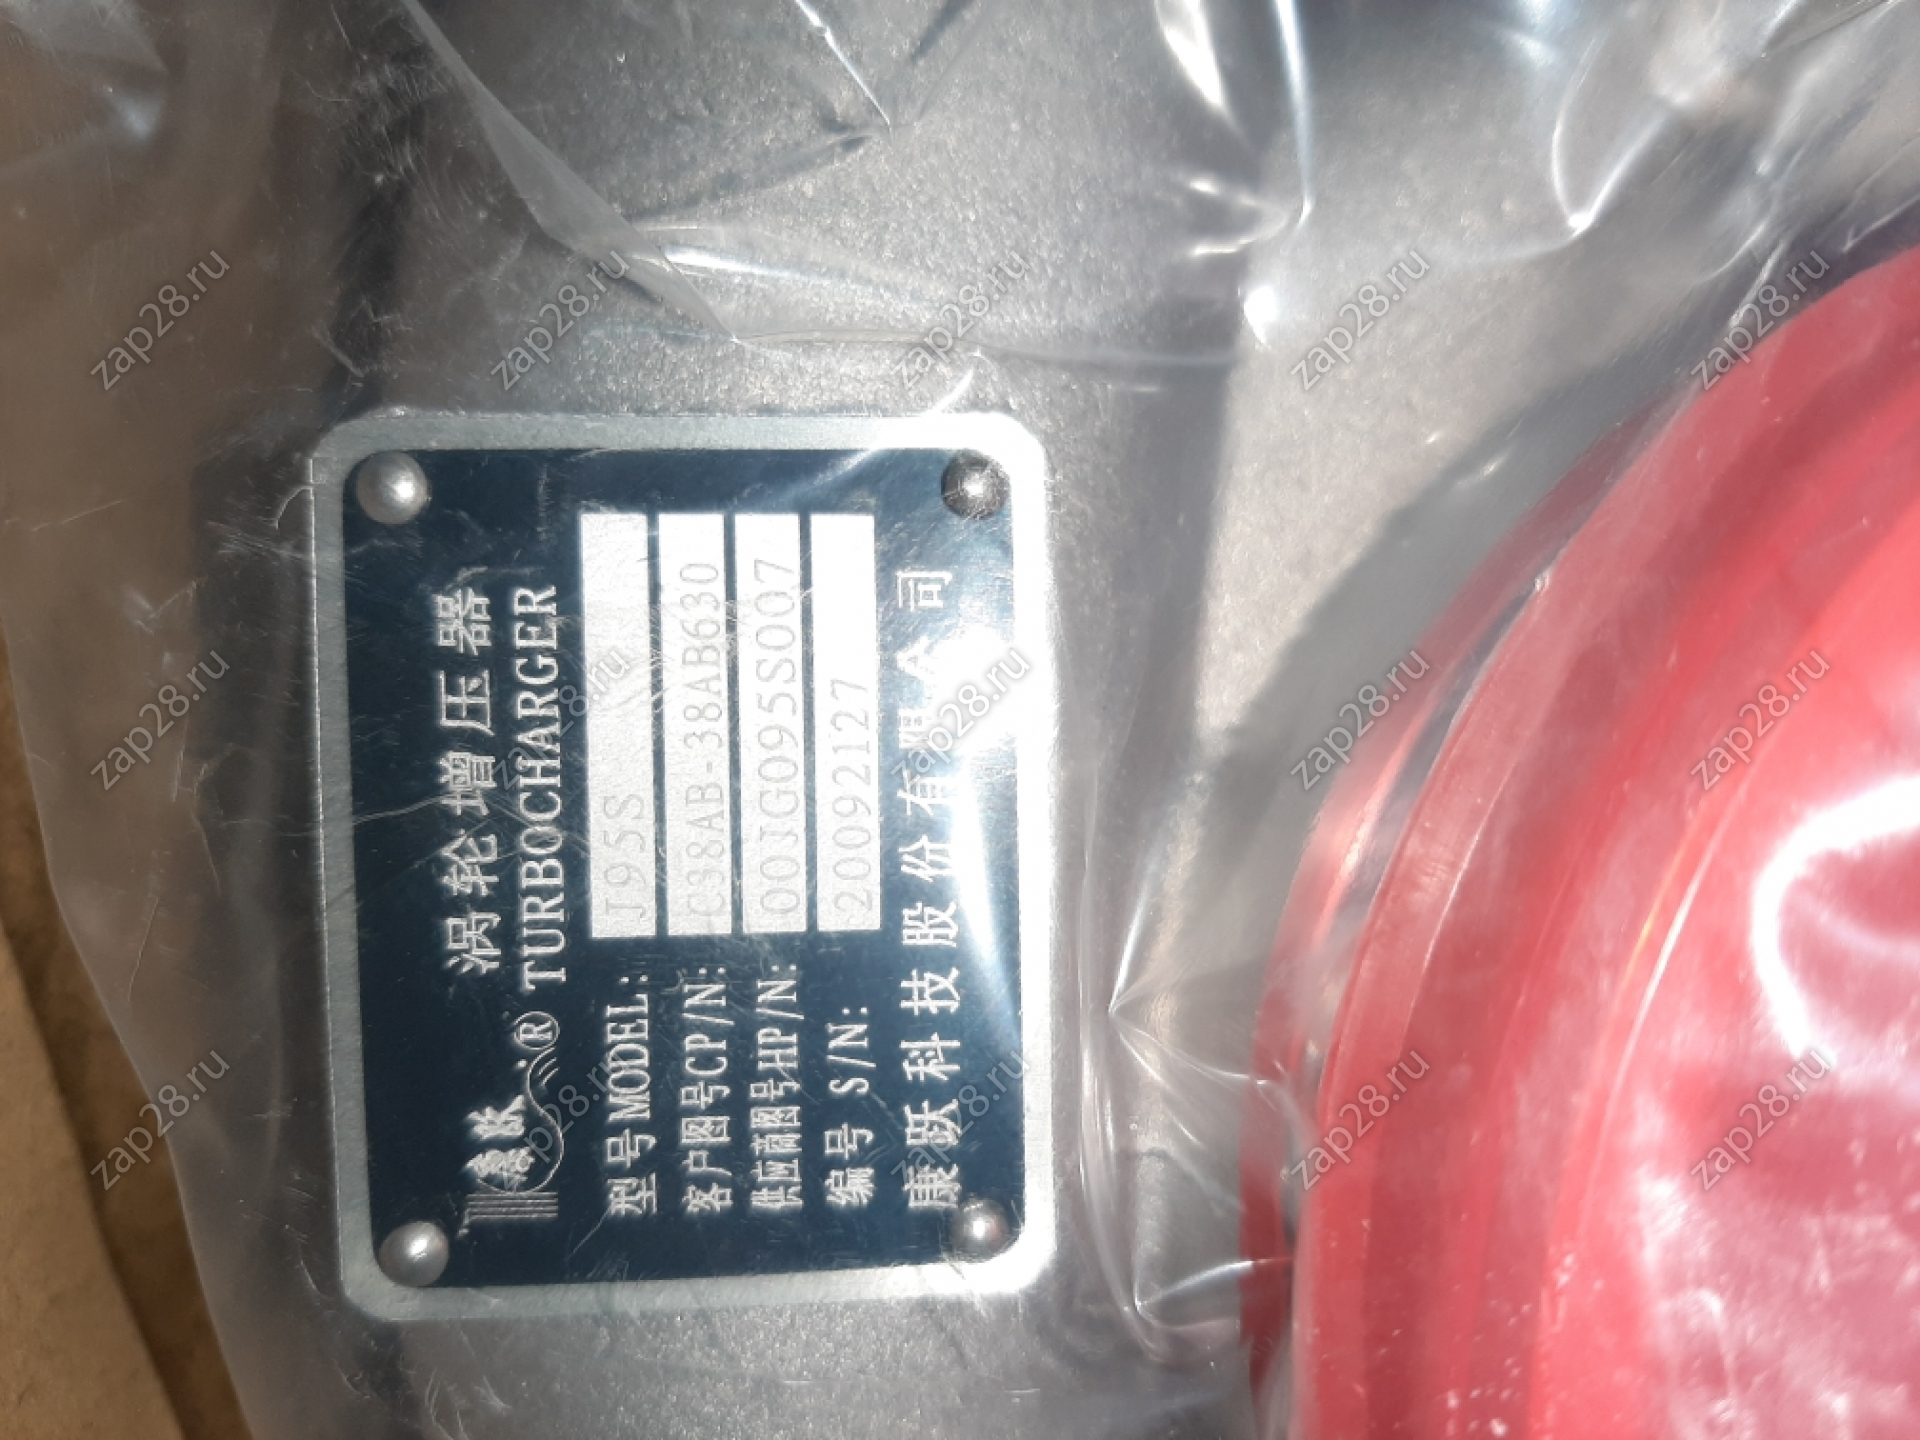 涡轮增压器
鑫跃® TURBOCHARGER
型号MODEL: J95S
客户图号CP/N: C38AB-38AB630
供应商图号HP/N: 00JG095S007
编号 S/N: 20092127
康跃科技股份有限公司
zap28.ru